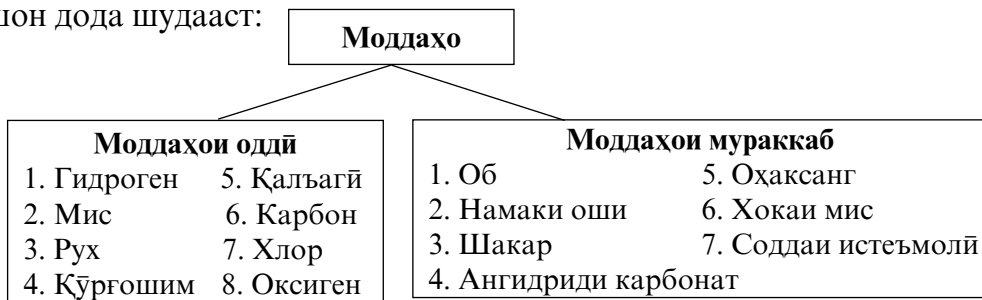 шон дода шудааст:
Моддаҳо
Моддаҳои оддӣ
1. Гидроген 5. Қалъагӣ
2. Мис 6. Карбон
3. Рух 7. Хлор
4. Қӯрғошим 8. Оксиген
Моддаҳои мураккаб
1. Об 5. Оҳаксанг
2. Намаки оши 6. Хокаи мис
3. Шакар 7. Соддаи истеъмолӣ
4. Ангидриди карбонат